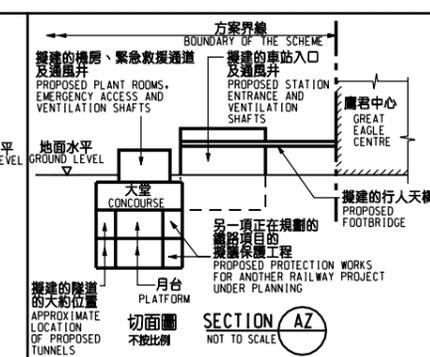 方案界線
BOUNDARY OF THE SCHEME
擬建的機房、緊急救援通道
及通風井
PROPOSED PLANT ROOMS,
EMERGENCY ACCESS AND
VENTILATION SHAFTS
擬建的車站入口
及通風井
PROPOSED STATION
ENTRANCE AND
VENTILATION
SHAFTS
鷹君中心
GREAT
EAGLE
CENTRE
平
EVEL
地面水平
GROUND LEVEL
大堂
CONCOURSE
擬建的行人天橋
PROPOSED
FOOTBRIDGE
另一項正在規劃的
鐵路項目的
擬議保護工程
PROPOSED PROTECTION WORKS
FOR ANOTHER RAILWAY PROJECT
UNDER PLANNING
擬建的隧道
的大約位置
APPROXIMATE
LOCATION
OF PROPOSED
TUNNELS
月台
PLATFORM
切面圖
不按比例
SECTION AZ
NOT TO SCALE